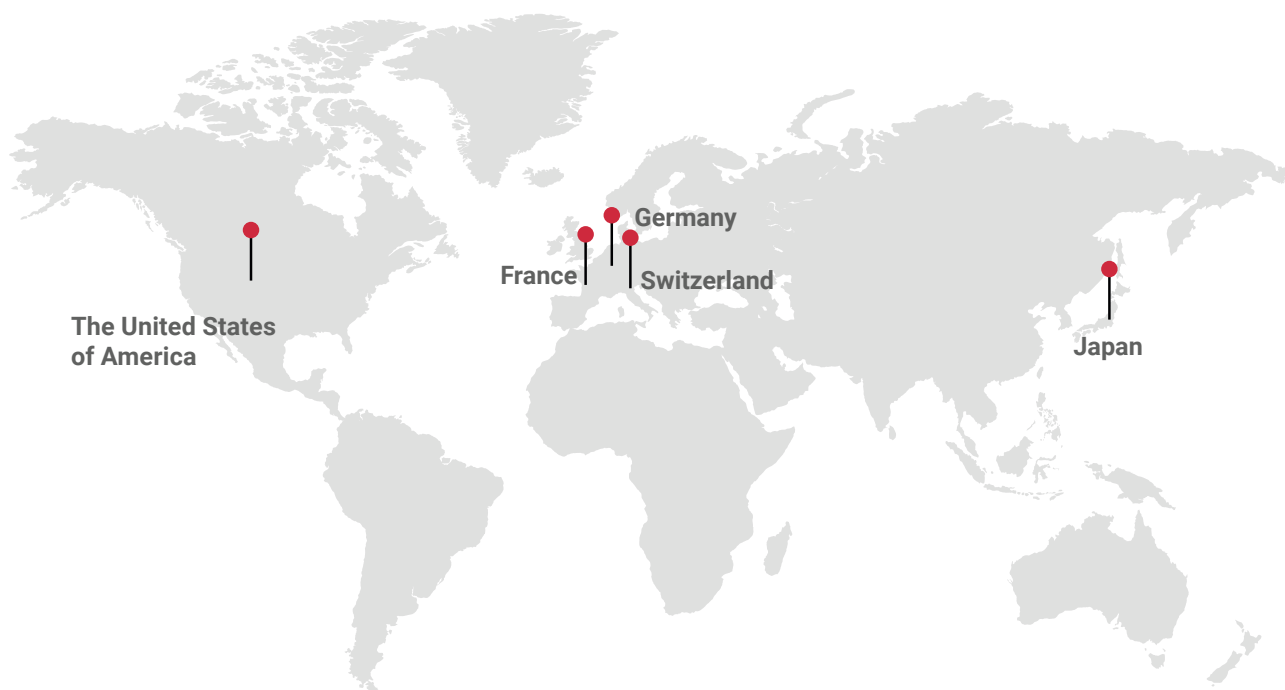 Germany
France
Switzerland
The United States
of America
Japan